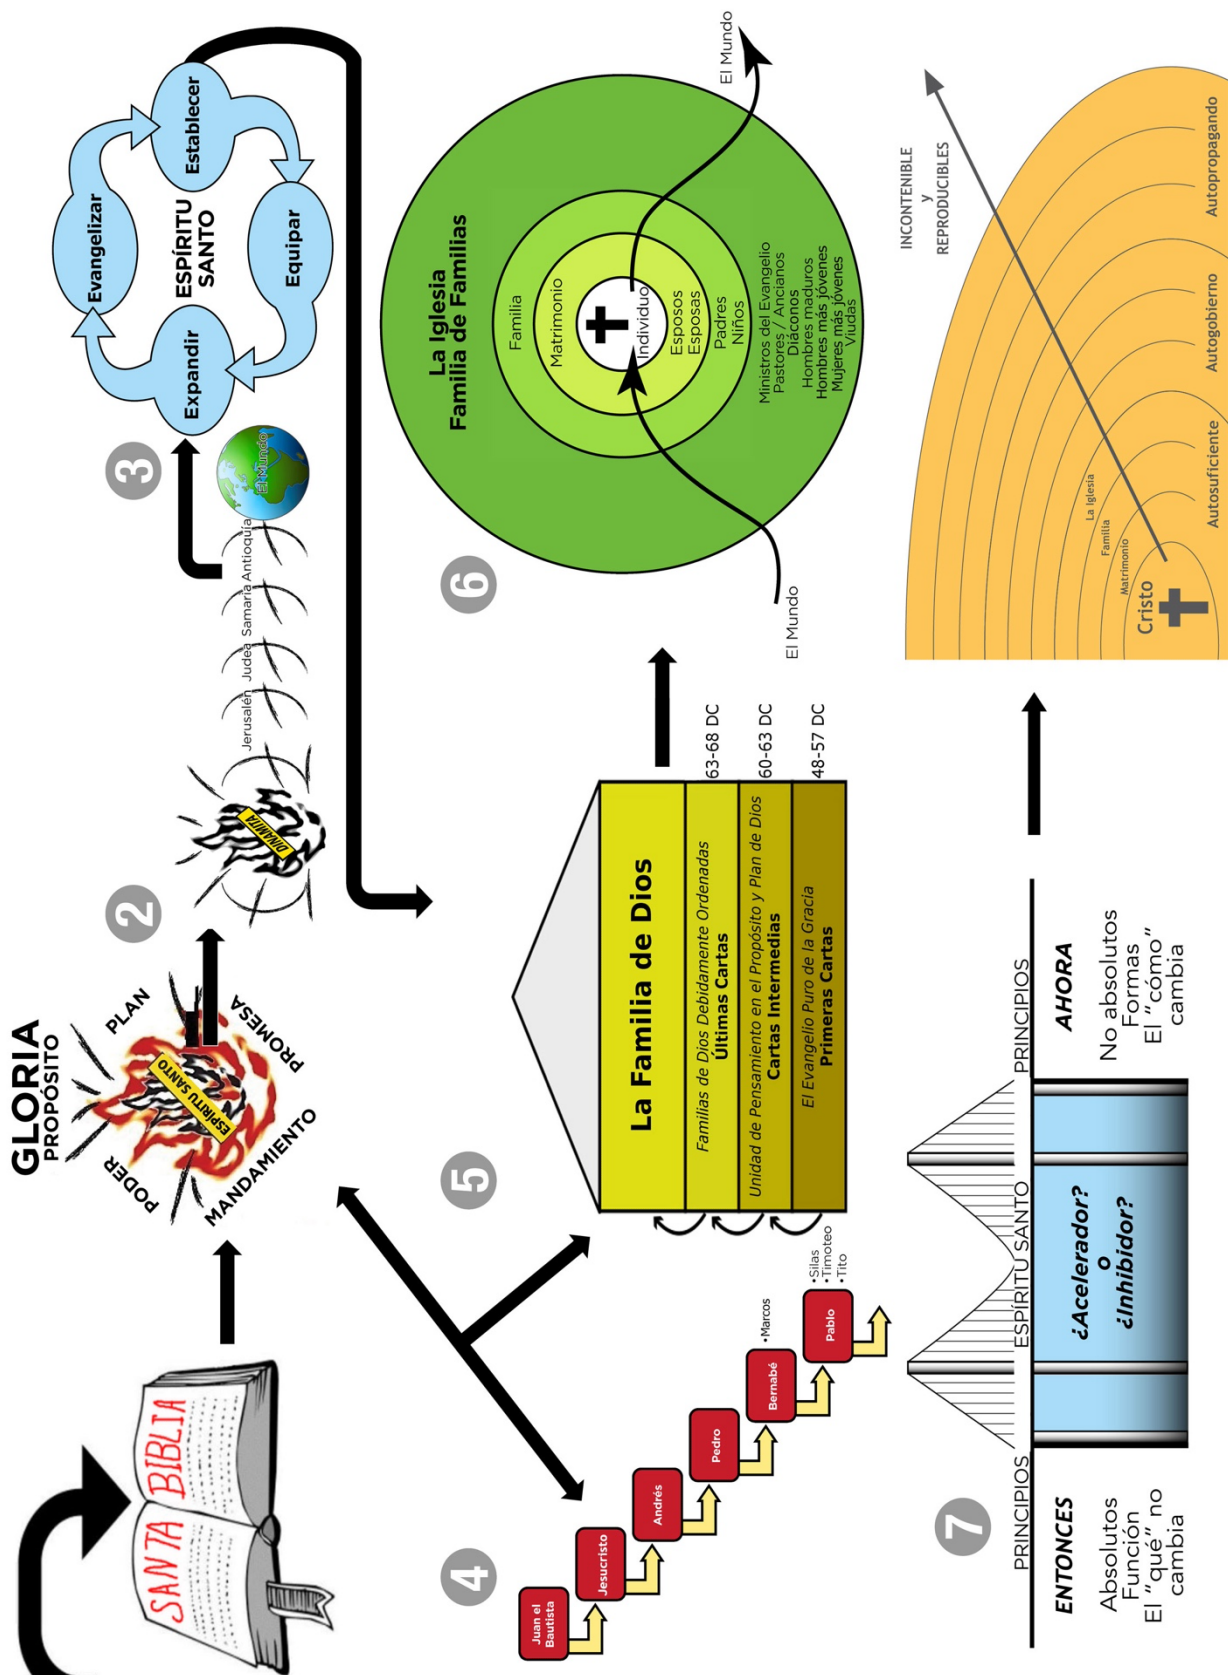 SANTA BIBLIA
GLORIA
PROPÓSITO
PODER
PLAN
MANDAMIENTO
PROMESA
ESPÍRITU SANTO
2
DINAMITA
Jerusalén
Judea
Samaria
Antioquía
El Mundo
3
Expandir
Evangelizar
Establecer
Equipar
ESPÍRITU
SANTO
4
Juan el
Bautista
Jesucristo
Andrés
Pedro
Bernabé
•Marcos
Pablo
•Silas
•Timoteo
•Tito
5
La Familia de Dios
Familias de Dios Debidamente Ordenadas
Últimas Cartas
63-68 DC
Unidad de Pensamiento en el Propósito y Plan de Dios
Cartas Intermedias
60-63 DC
El Evangelio Puro de la Gracia
Primeras Cartas
48-57 DC
6
La Iglesia
Familia de Familias
Familia
Matrimonio
Individuo
Esposos
Esposas
Padres
Niños
Ministros del Evangelio
Pastores / Ancianos
Diáconos
Hombres maduros
Hombres más jóvenes
Mujeres más jóvenes
Viudas
El Mundo
El Mundo
7
PRINCIPIOS
ESPÍRITU SANTO
PRINCIPIOS
ENTONCES
Absolutos
Función
El "qué" no
cambia
¿Acelerador?
o
¿Inhibidor?
AHORA
No absolutos
Formas
El "cómo"
cambia
INCONTENIBLE
y
REPRODUCIBLES
Cristo
Matrimonio
Familia
La Iglesia
Autosuficiente
Autogobierno
Autopropagando